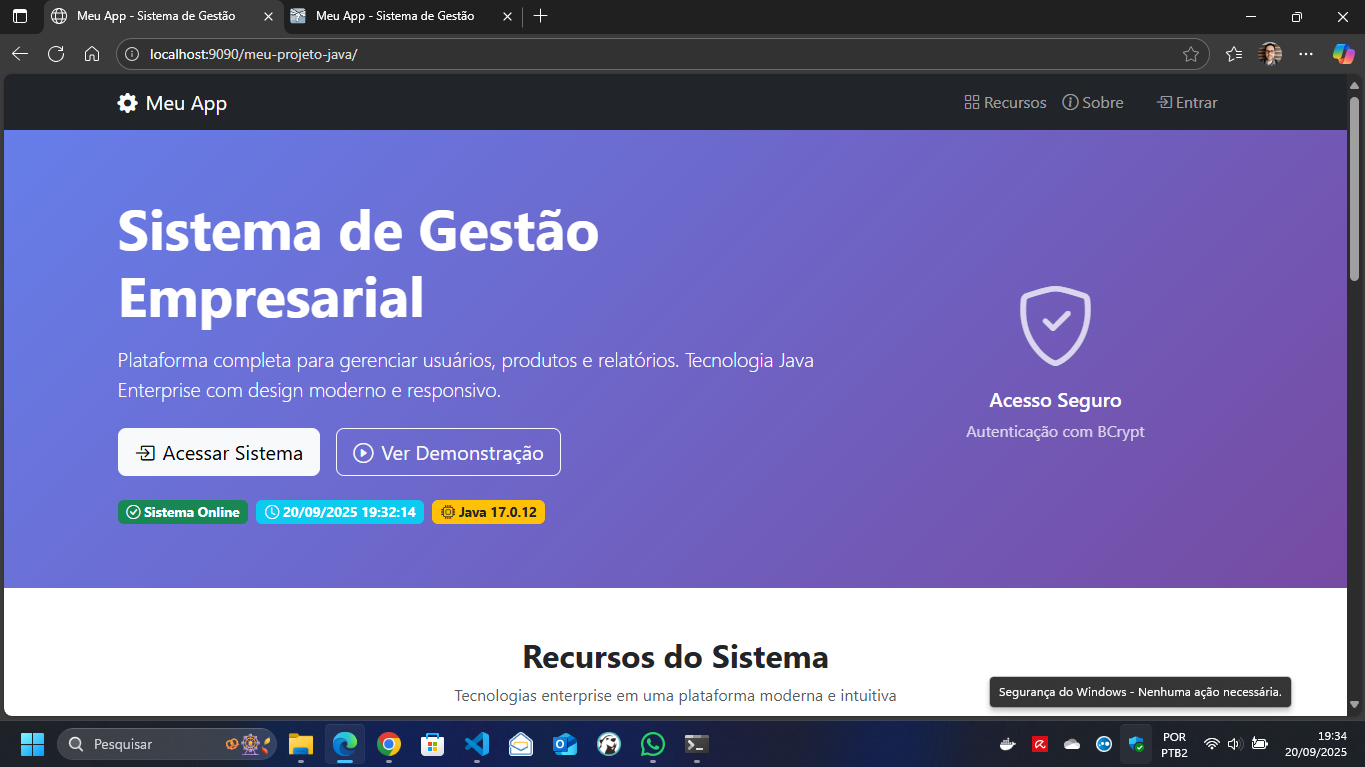 Meu App - Sistema de Gestão
Meu App - Sistema de Gestão
localhost:9090/meu-projeto-java/
Meu App
Recursos
Sobre
Entrar
Sistema de Gestão
Empresarial
Plataforma completa para gerenciar usuários, produtos e relatórios. Tecnologia Java
Enterprise com design moderno e responsivo.
Acessar Sistema
Ver Demonstração
Sistema Online
20/09/2025 19:32:14
Java 17.0.12
Acesso Seguro
Autenticação com BCrypt
Recursos do Sistema
Tecnologias enterprise em uma plataforma moderna e intuitiva
Segurança do Windows - Nenhuma ação necessária.
Pesquisar
POR
PTB2
19:34
20/09/2025